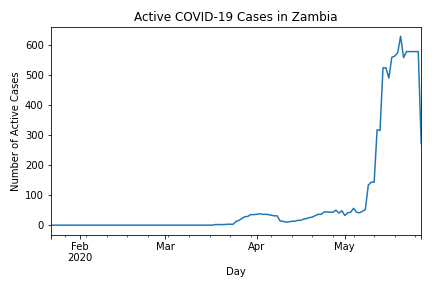 Active COVID-19 Cases in Zambia
Number of Active Cases
600
500
400
300
200
100
0
Feb
2020
Mar
Apr
May
Day